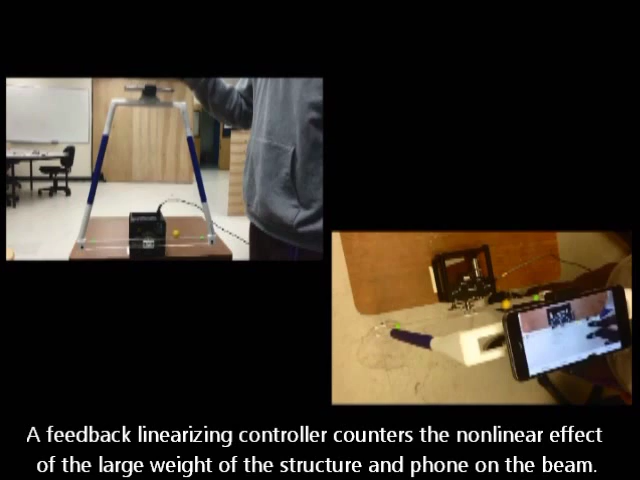 A feedback linearizing controller counters the nonlinear effect
of the large weight of the structure and phone on the beam.